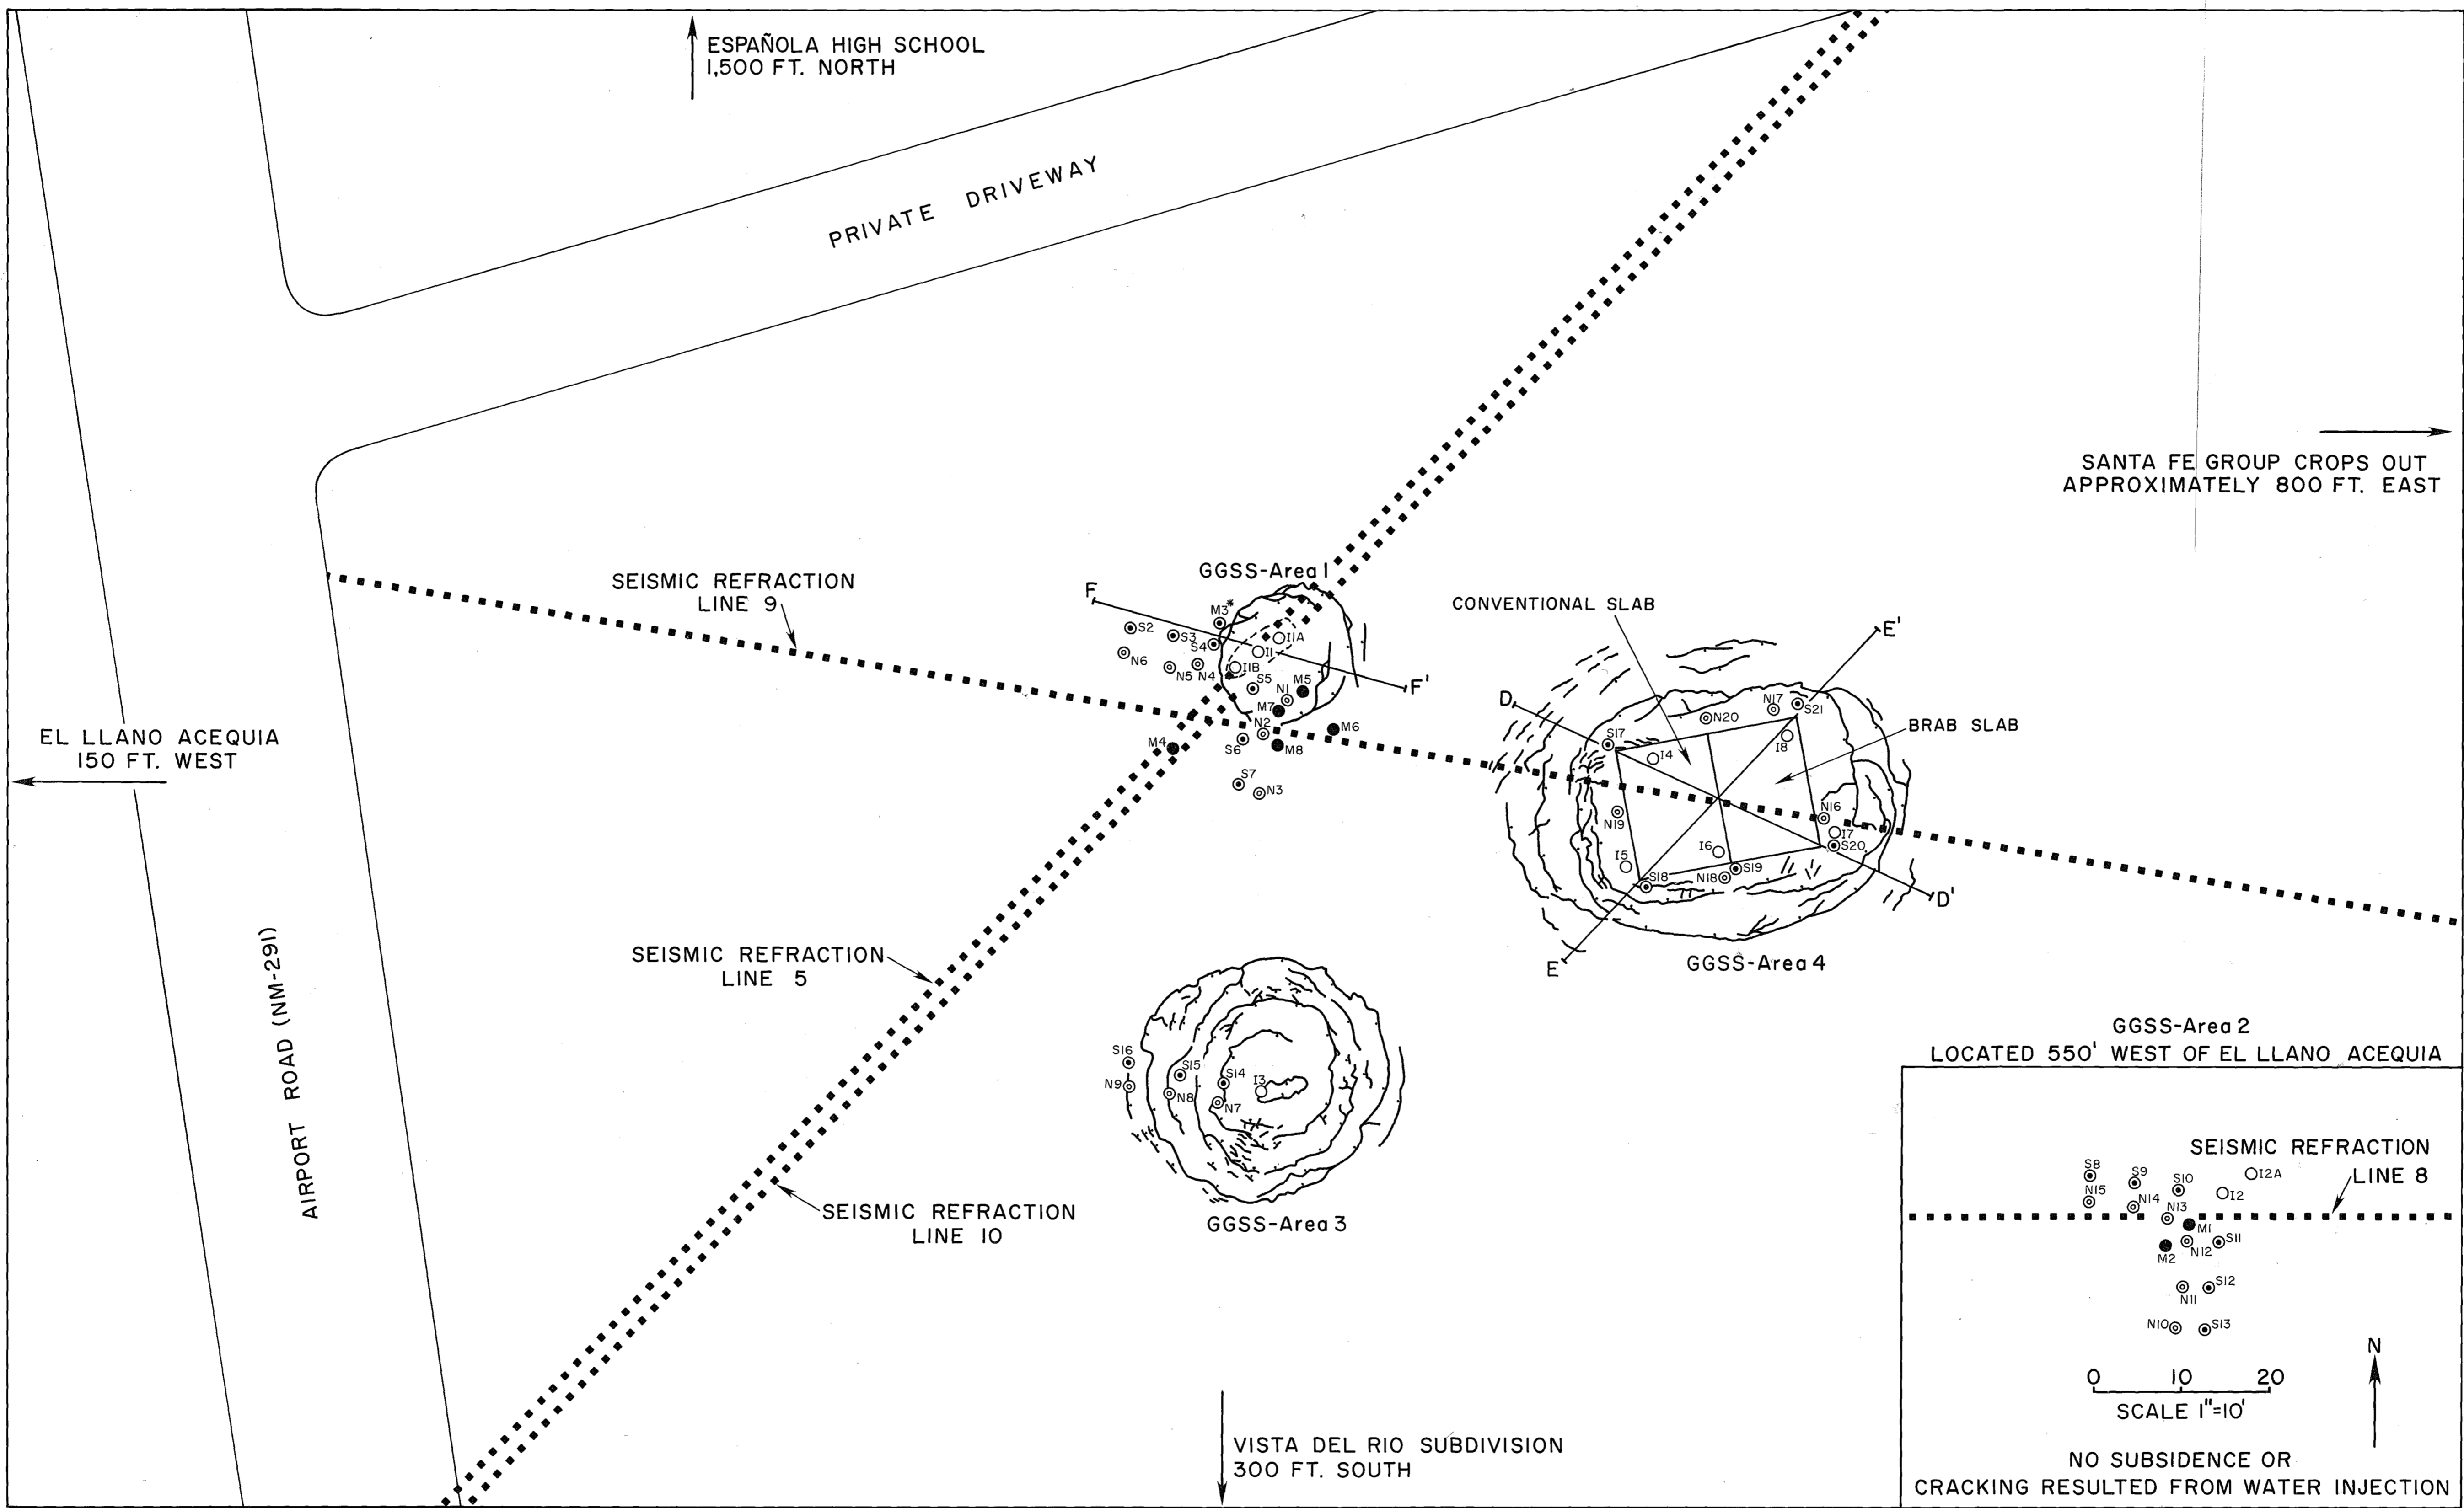 ESPAÑOLA HIGH SCHOOL
1,500 FT. NORTH
PRIVATE DRIVEWAY
SANTA FE GROUP CROPS OUT
APPROXIMATELY 800 FT. EAST
SEISMIC REFRACTION
LINE 9
EL LLANO ACEQUIA
150 FT. WEST
AIRPORT ROAD (NM-291)
GGSS-Area 1
F
M3*
S2
S3
S4
I1A
I1
I1B
N6
N5
N4
S5
N1
M5
F'
M7
N2
M6
M4
S6
M8
S7
N3
CONVENTIONAL SLAB
E'
D
N17
S21
N20
BRAB SLAB
S17
I8
I4
N16
N19
I7
I6
S20
I5
S18
N18
S19
D'
E
GGSS-Area 4
SEISMIC REFRACTION
LINE 5
S16
S15
S14
I3
N9
N8
N7
GGSS-Area 3
SEISMIC REFRACTION
LINE 10
VISTA DEL RIO SUBDIVISION
300 FT. SOUTH
GGSS-Area 2
LOCATED 550' WEST OF EL LLANO ACEQUIA
SEISMIC REFRACTION
LINE 8
S8
S9
S10
I2A
N15
N14
I2
N13
M1
M2
N12
S11
N11
S12
N10
S13
N
0 10 20
SCALE 1"=10'
NO SUBSIDENCE OR
CRACKING RESULTED FROM WATER INJECTION